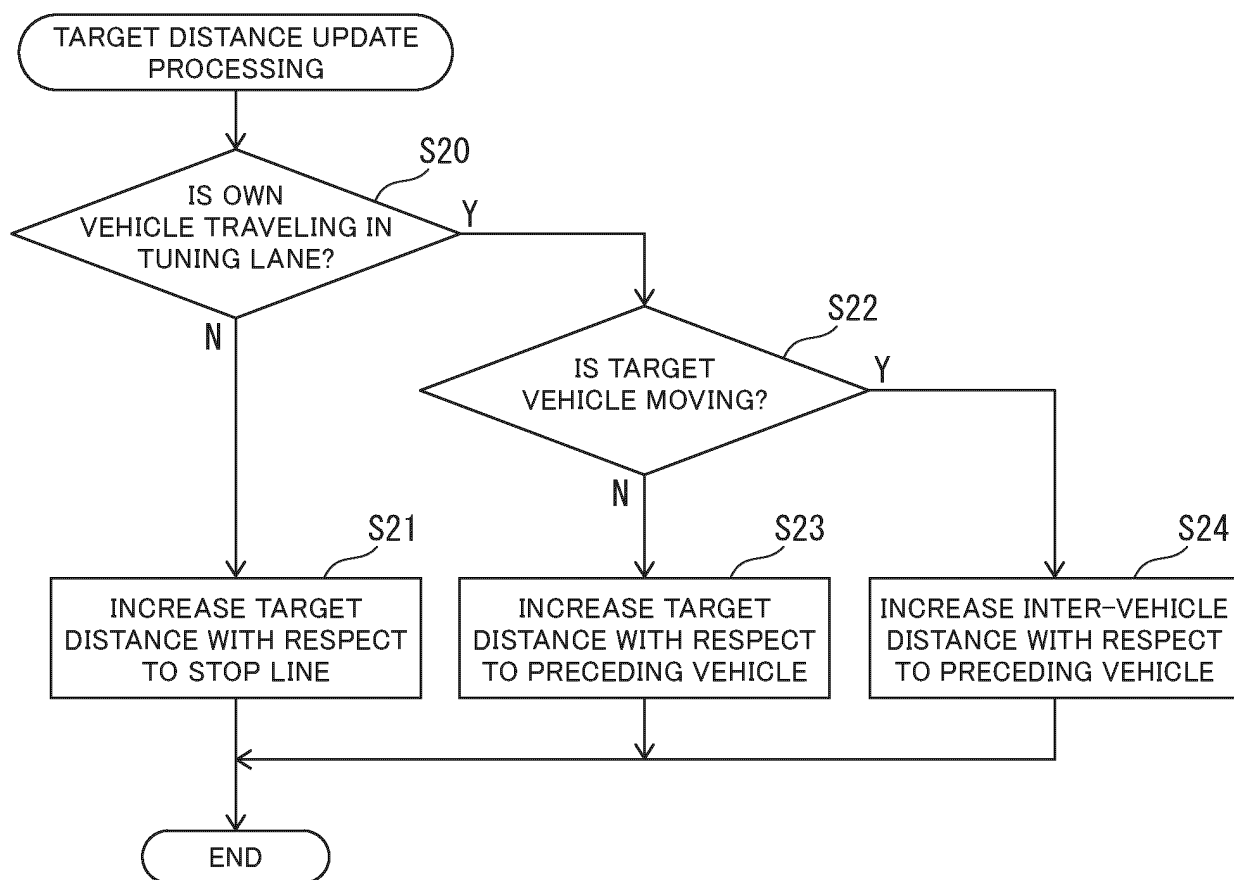 TARGET DISTANCE UPDATE
PROCESSING
S20
IS OWN
VEHICLE TRAVELING IN
TUNING LANE?
Y
N
S22
IS TARGET
VEHICLE MOVING?
Y
N
S21
INCREASE TARGET
DISTANCE WITH RESPECT
TO STOP LINE
S23
INCREASE TARGET
DISTANCE WITH RESPECT
TO PRECEDING VEHICLE
S24
INCREASE INTER-VEHICLE
DISTANCE WITH RESPECT
TO PRECEDING VEHICLE
END